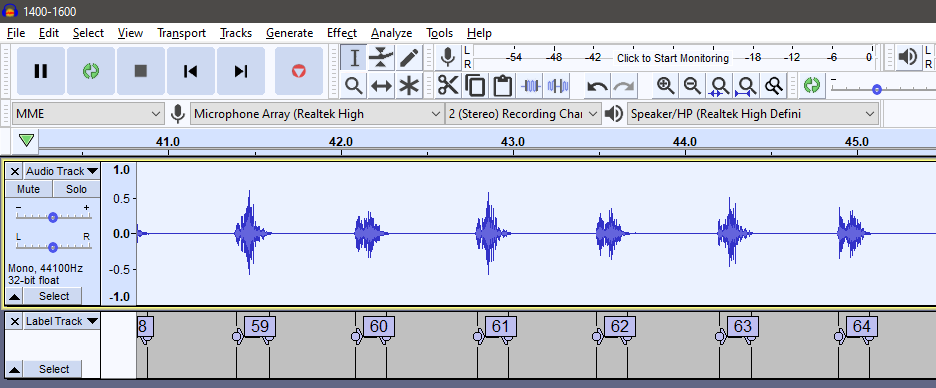 1400-1600
File Edit Select View Transport Tracks Generate Effect Analyze Tools Help
L R -54 -48 -42 Click to Start Monitoring -18 -12 -6 0 L R
MME Microphone Array (Realtek High 2 (Stereo) Recording Char Speaker/HP (Realtek High Defini
41.0 42.0 43.0 44.0 45.0
X Audio Track 1.0
Mute Solo
- + 0.5
L R 0.0
Mono, 44100Hz -0.5
32-bit float
Select -1.0
X Label Track 8 59 60 61 62 63 64
Select